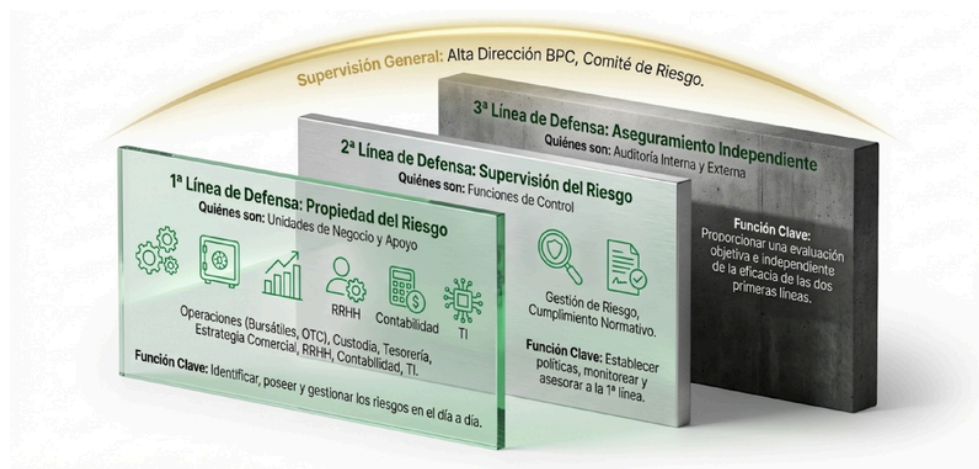 Supervisión General: Alta Dirección BPC, Comité de Riesgo.
3ª Línea de Defensa: Aseguramiento Independiente
Quiénes son: Auditoría Interna y Externa
Función Clave:
Proporcionar una evaluación
objetiva e independiente
de la eficacia de las dos
primeras líneas.
2ª Línea de Defensa: Supervisión del Riesgo
Quiénes son: Funciones de Control
Gestión de Riesgo,
Cumplimiento Normativo.
Función Clave: Establecer
políticas, monitorear y
asesorar a la 1ª línea.
1ª Línea de Defensa: Propiedad del Riesgo
Quiénes son: Unidades de Negocio y Apoyo
RRHH
Contabilidad
TI
Operaciones (Bursátiles, OTC), Custodia, Tesorería,
Estrategia Comercial, RRHH, Contabilidad, TI.
Función Clave: Identificar, poseer y gestionar los riesgos en el día a día.